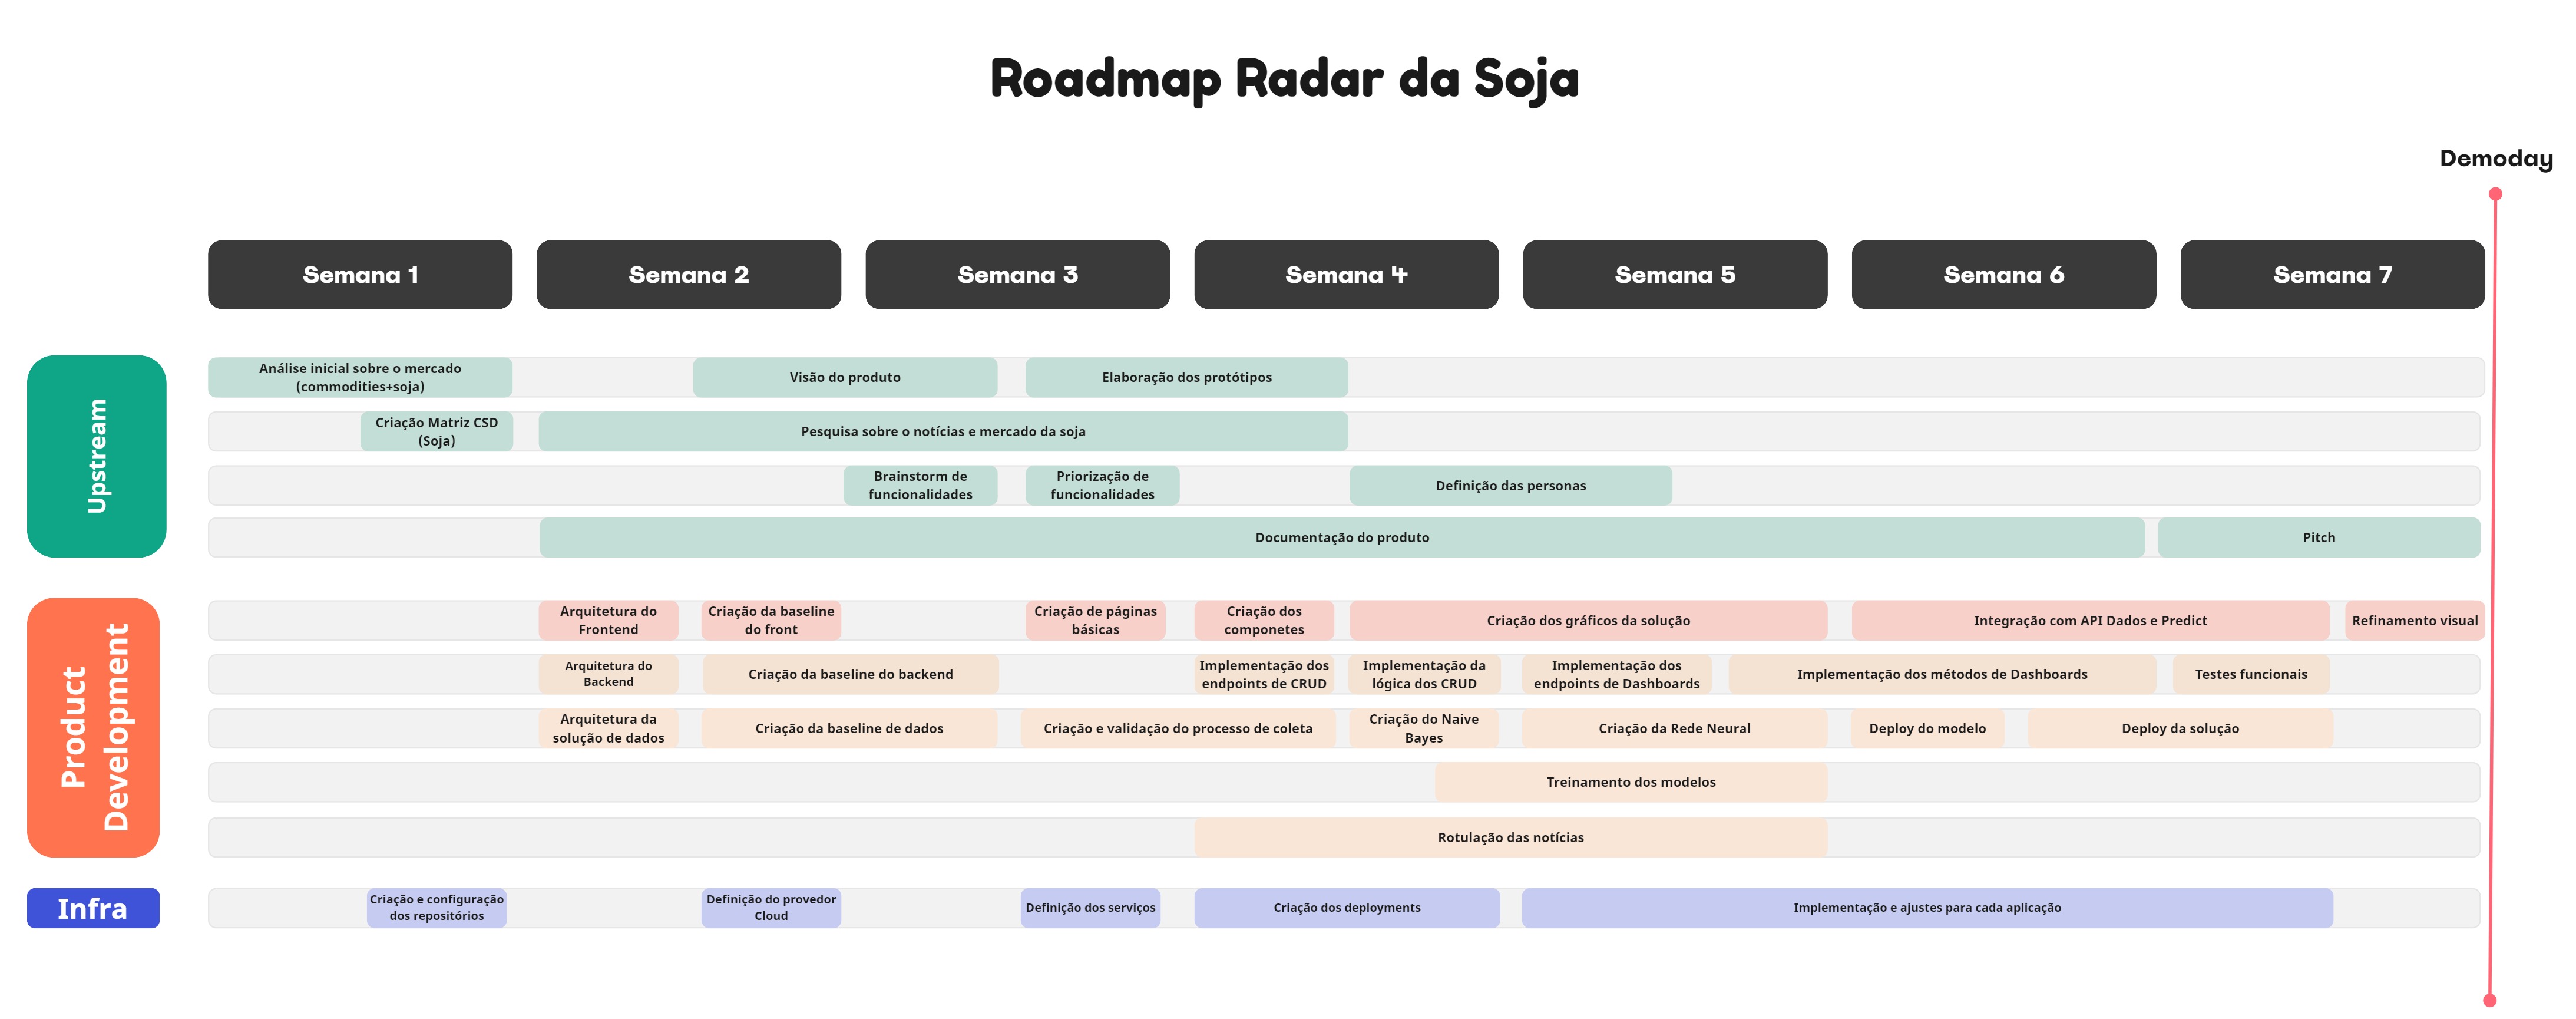 Roadmap Radar da Soja
Demoday
Semana 1
Semana 2
Semana 3
Semana 4
Semana 5
Semana 6
Semana 7
Upstream
Análise inicial sobre o mercado
(commodities+soja)
Visão do produto
Elaboração dos protótipos
Criação Matriz CSD
(Soja)
Pesquisa sobre o notícias e mercado da soja
Brainstorm de
funcionalidades
Priorização de
funcionalidades
Definição das personas
Documentação do produto
Pitch
Product
Development
Arquitetura do
Frontend
Criação da baseline
do front
Criação de páginas
básicas
Criação dos
componetes
Criação dos gráficos da solução
Integração com API Dados e Predict
Refinamento visual
Arquitetura do
Backend
Criação da baseline do backend
Implementação dos
endpoints de CRUD
Implementação da
lógica dos CRUD
Implementação dos
endpoints de Dashboards
Implementação dos métodos de Dashboards
Testes funcionais
Arquitetura da
solução de dados
Criação da baseline de dados
Criação e validação do processo de coleta
Criação do Naive
Bayes
Criação da Rede Neural
Deploy do modelo
Deploy da solução
Treinamento dos modelos
Rotulação das notícias
Infra
Criação e configuração
dos repositórios
Definição do provedor
Cloud
Definição dos serviços
Criação dos deployments
Implementação e ajustes para cada aplicação